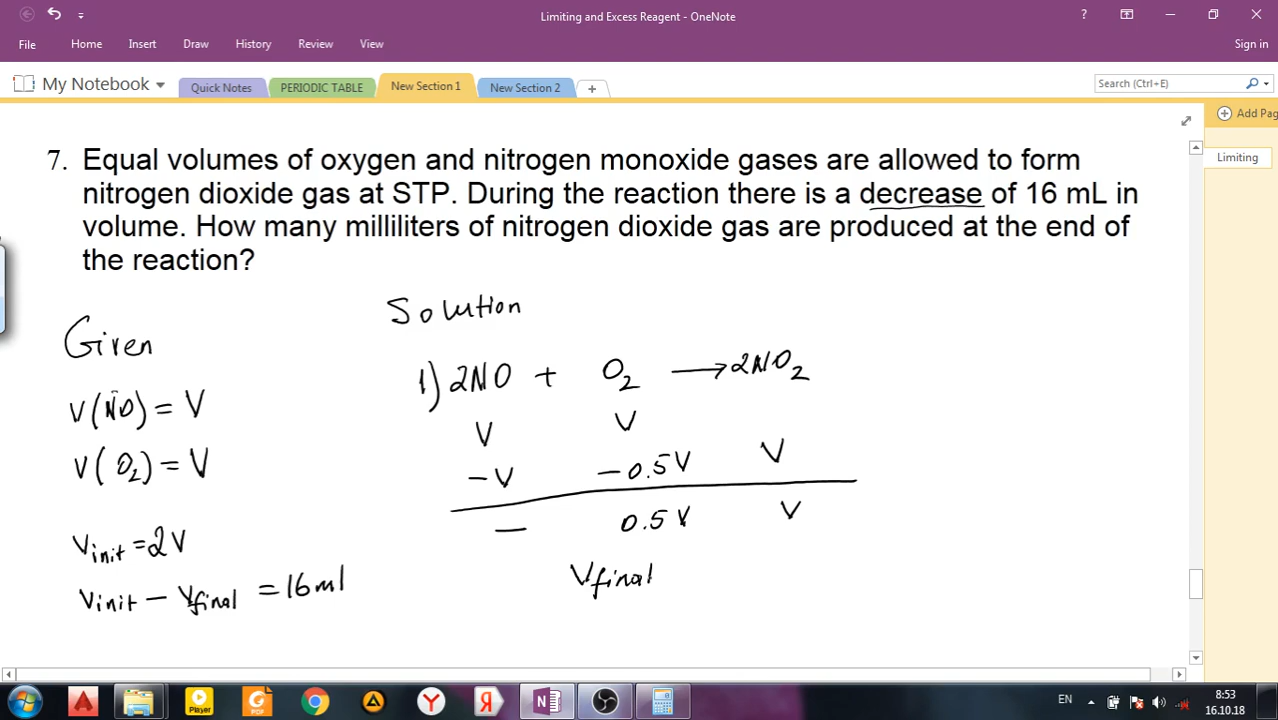 Limiting and Excess Reagent - OneNote
File Home Insert Draw History Review View Sign in
My Notebook Quick Notes PERIODIC TABLE New Section 1 New Section 2 Search (Ctrl+E)
Add Pag
Limiting
7. Equal volumes of oxygen and nitrogen monoxide gases are allowed to form
nitrogen dioxide gas at STP. During the reaction there is a decrease of 16 mL in
volume. How many milliliters of nitrogen dioxide gas are produced at the end of
the reaction?
Solution
Given
1) 2NO + O2 → 2NO2
V(NO) = V
V V
V(O2) = V
-V -0.5V V
- 0.5V V
Vinit = 2V
Vinit - Vfinal = 16ml
Vfinal
Player
PDF
EN
8:53
16.10.18